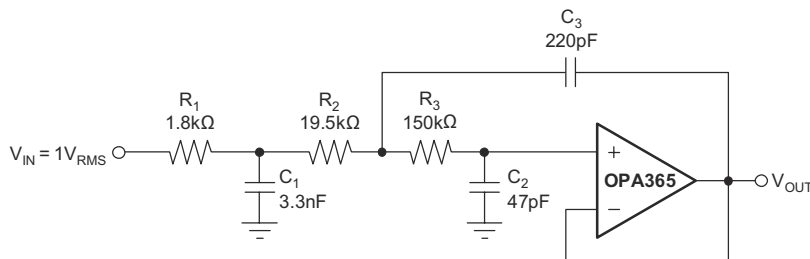 C3
220pF
R1
1.8kΩ
R2
19.5kΩ
R3
150kΩ
VIN = 1VRMS
C1
3.3nF
C2
47pF
+
OPA365
−
VOUT